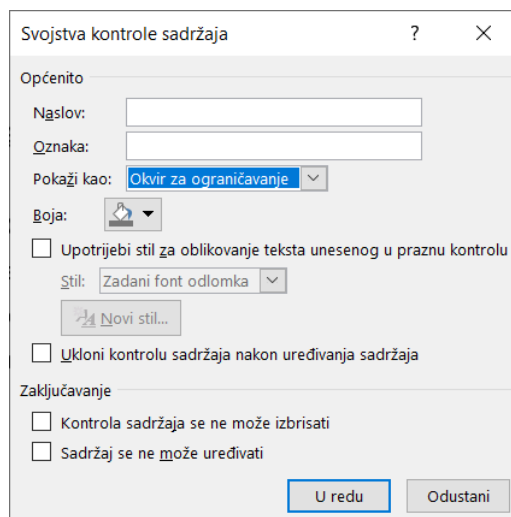 Svojstva kontrole sadržaja ?
Općenito
Naslov:
Oznaka:
Pokaži kao: Okvir za ograničavanje
Boja:
Upotrijebi stil za oblikovanje teksta unesenog u praznu kontrolu
Stil: Zadani font odlomka
Novi stil...
Ukloni kontrolu sadržaja nakon uređivanja sadržaja
Zaključavanje
Kontrola sadržaja se ne može izbrisati
Sadržaj se ne može uređivati
U redu Odustani